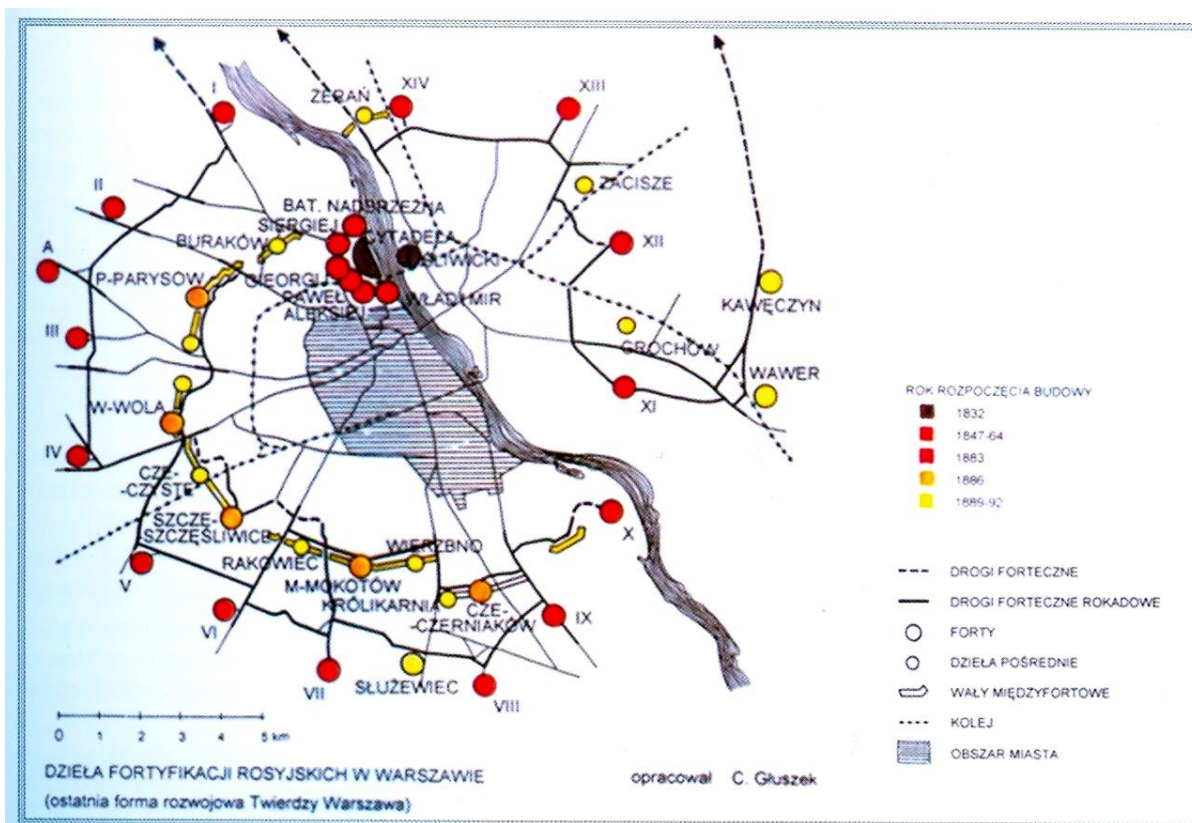 I
ŻERAŃ
XIV
XIII
II
BAT. NADBRZEŻNA
SIERGIEJ
CYTADELA
ŚLIWICKI
ZACISZE
BURAKÓW
XII
A
P-PARYSOW
GIEORGIJ
PAWEŁ
WŁADIMIR
ALEKSIEJ
KAWĘCZYN
III
GROCHÓW
WAWER
XI
W-WOLA
IV
CZE-
-CZYSTE
SZCZĘ-
SZCZĘŚLIWICE
X
V
RAKOWIEC
WIERZBNO
M-MOKOTÓW
KRÓLIKARNIA
CZE-
-CZERNIAKÓW
VI
IX
VII
SŁUŻEWIEC
VIII
ROK ROZPOCZĘCIA BUDOWY
1832
1847-64
1883
1886
1889-92
DROGI FORTECZNE
DROGI FORTECZNE ROKADOWE
FORTY
DZIEŁA POŚREDNIE
WAŁY MIĘDZYFORTOWE
KOLEJ
OBSZAR MIASTA
0 1 2 3 4 5 km
DZIEŁA FORTYFIKACJI ROSYJSKICH W WARSZAWIE
(ostatnia forma rozwojowa Twierdzy Warszawa)
opracował C. Głuszek